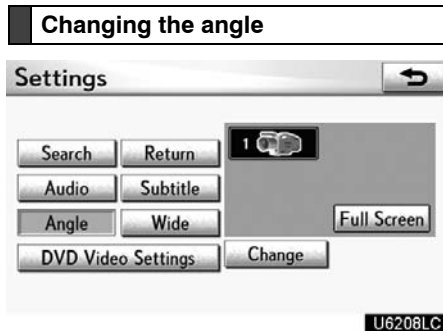 Changing the angle
Settings
1
Search Return
Audio Subtitle
Angle Wide Full Screen
DVD Video Settings Change
U6208LC